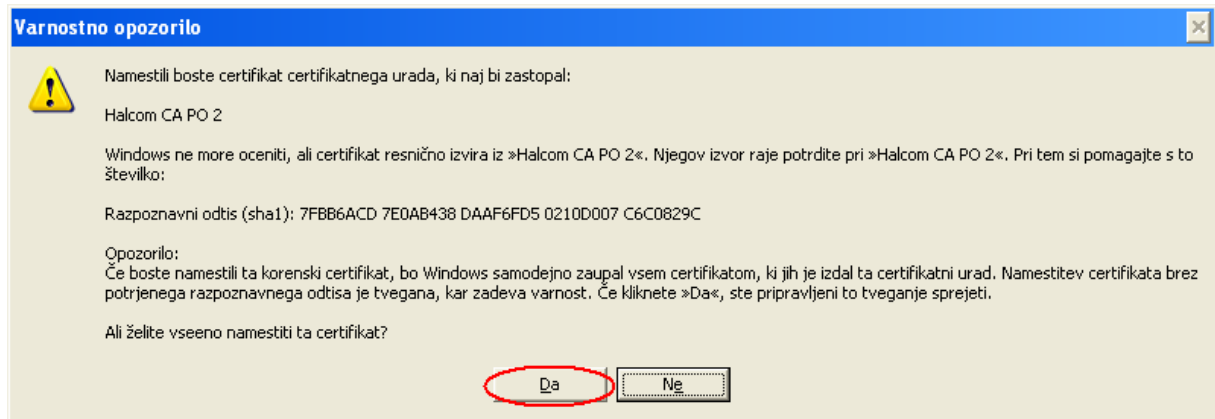 Varnostno opozorilo
Namestili boste certifikat certifikatnega urada, ki naj bi zastopal:
Halcom CA PO 2
Windows ne more oceniti, ali certifikat resnično izvira iz »Halcom CA PO 2«. Njegov izvor raje potrdite pri »Halcom CA PO 2«. Pri tem si pomagajte s to
številko:
Razpoznavni odtis (sha1): 7FBB6ACD 7E0AB438 DAAF6FD5 0210D007 C6C0829C
Opozorilo:
Če boste namestili ta korenski certifikat, bo Windows samodejno zaupal vsem certifikatom, ki jih je izdal ta certifikatni urad. Namestitev certifikata brez
potrjenega razpoznavnega odtisa je tvegana, kar zadeva varnost. Če kliknete »Da«, ste pripravljeni to tveganje sprejeti.
Ali želite vseeno namestiti ta certifikat?
Da Ne